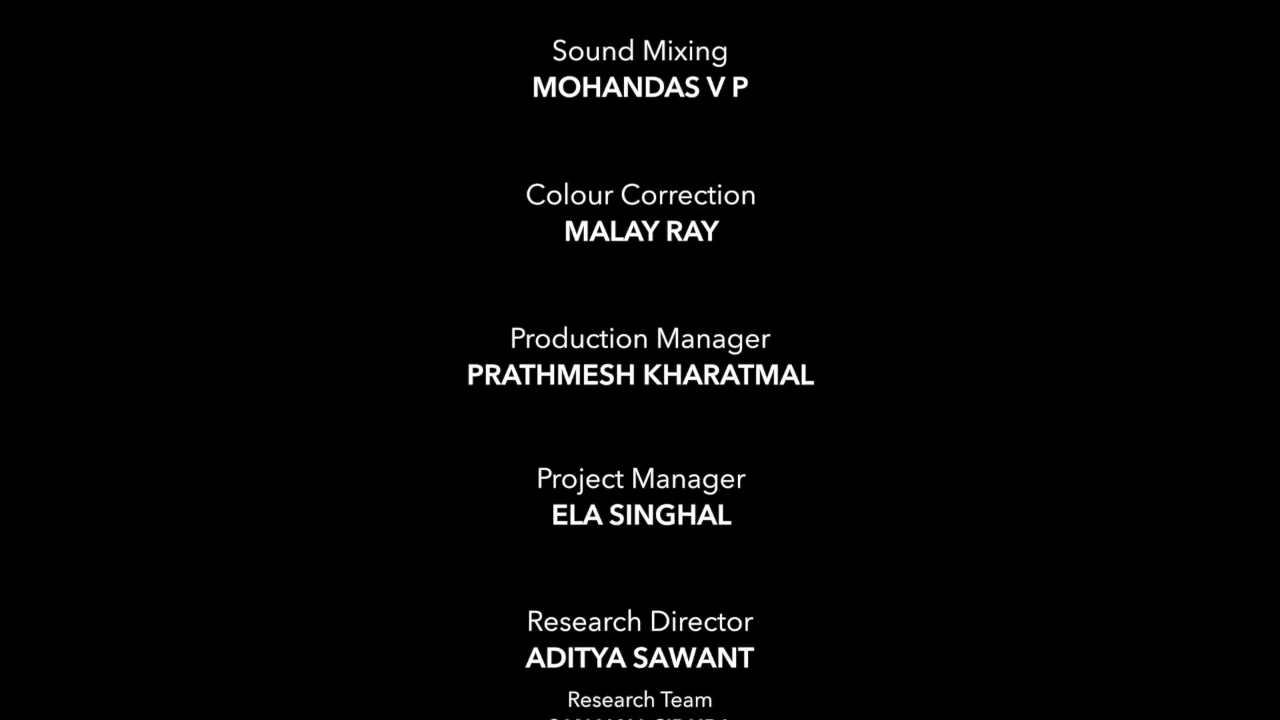 Sound Mixing
MOHANDAS V P
Colour Correction
MALAY RAY
Production Manager
PRATHMESH KHARATMAL
Project Manager
ELA SINGHAL
Research Director
ADITYA SAWANT
Research Team